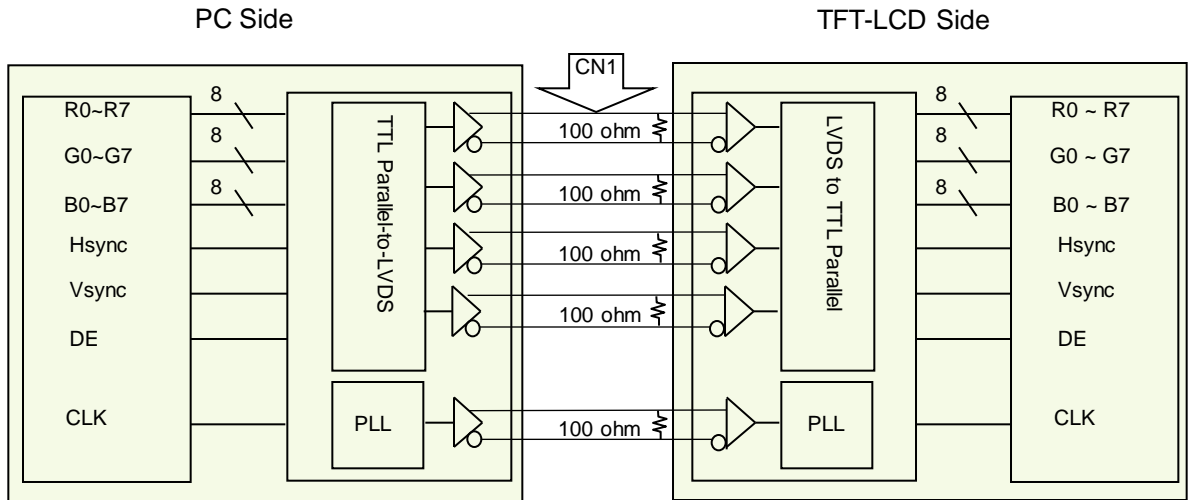 PC Side
TFT-LCD Side
CN1
8
R0~R7
8
G0~G7
8
B0~B7
Hsync
Vsync
DE
CLK
TTL Parallel-to-LVDS
PLL
100 ohm
100 ohm
100 ohm
100 ohm
100 ohm
LVDS to TTL Parallel
PLL
8
R0 ~ R7
8
G0 ~ G7
8
B0 ~ B7
Hsync
Vsync
DE
CLK